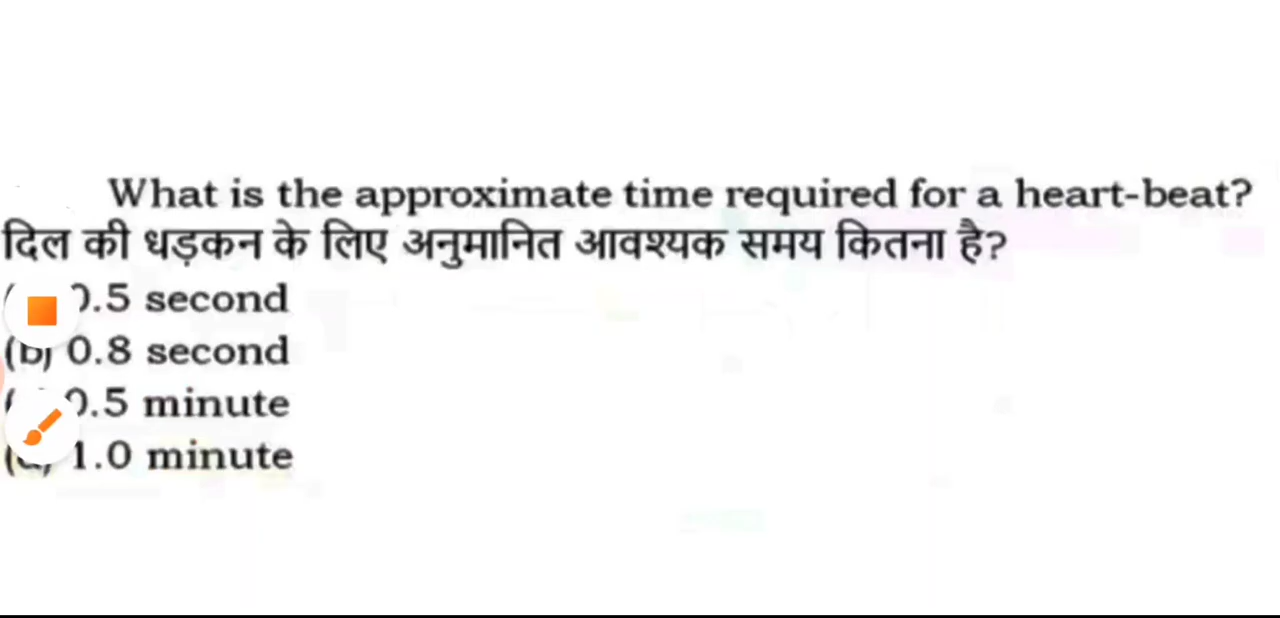 What is the approximate time required for a heart-beat?
दिल की धड़कन के लिए अनुमानित आवश्यक समय कितना है?
.5 second
(b) 0.8 second
.5 minute
1.0 minute